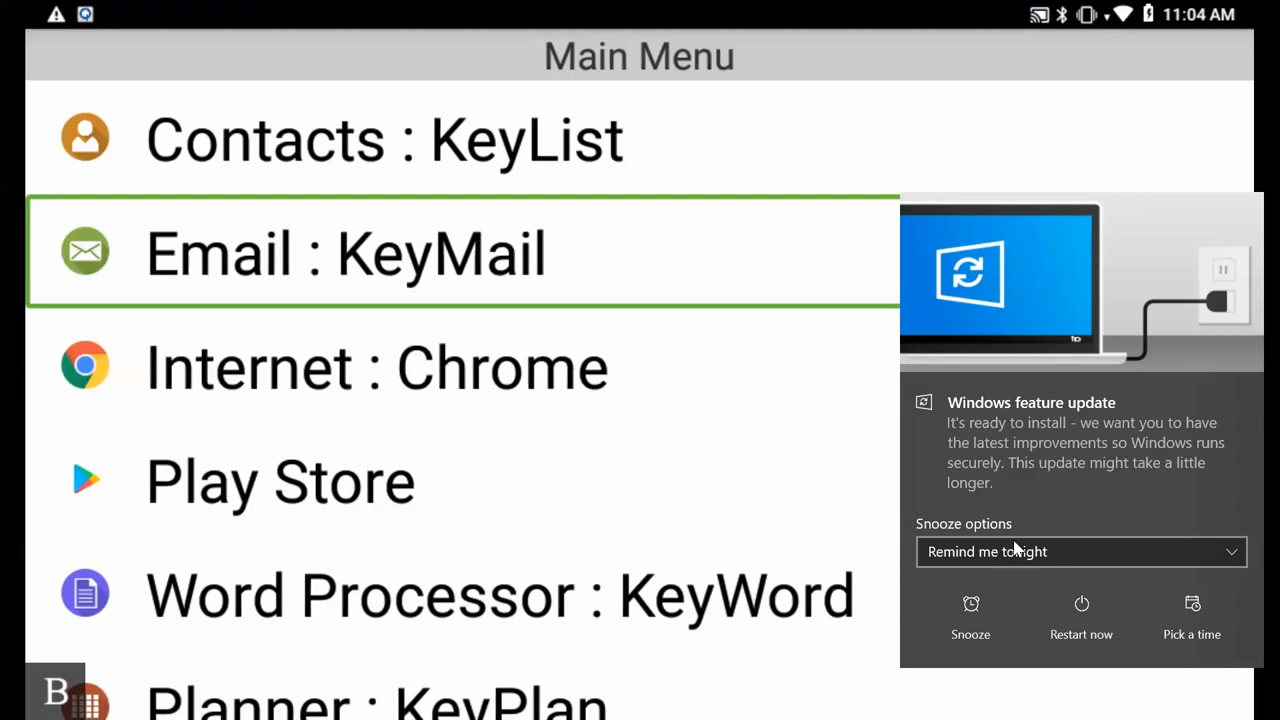 11:04 AM
Main Menu
Contacts : KeyList
Email : KeyMail
Internet : Chrome
Play Store
Word Processor : KeyWord
Planner : KeyPlan
B
Windows feature update
It's ready to install - we want you to have
the latest improvements so Windows runs
securely. This update might take a little
longer.
Snooze options
Remind me tonight
Snooze
Restart now
Pick a time